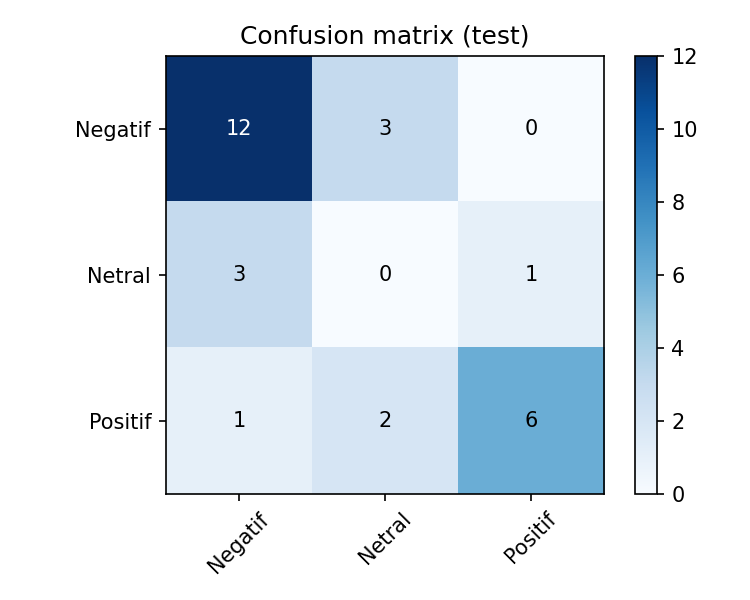 Confusion matrix (test)
Negatif 12 3 0
Netral 3 0 1
Positif 1 2 6
Negatif Netral Positif
12
10
8
6
4
2
0